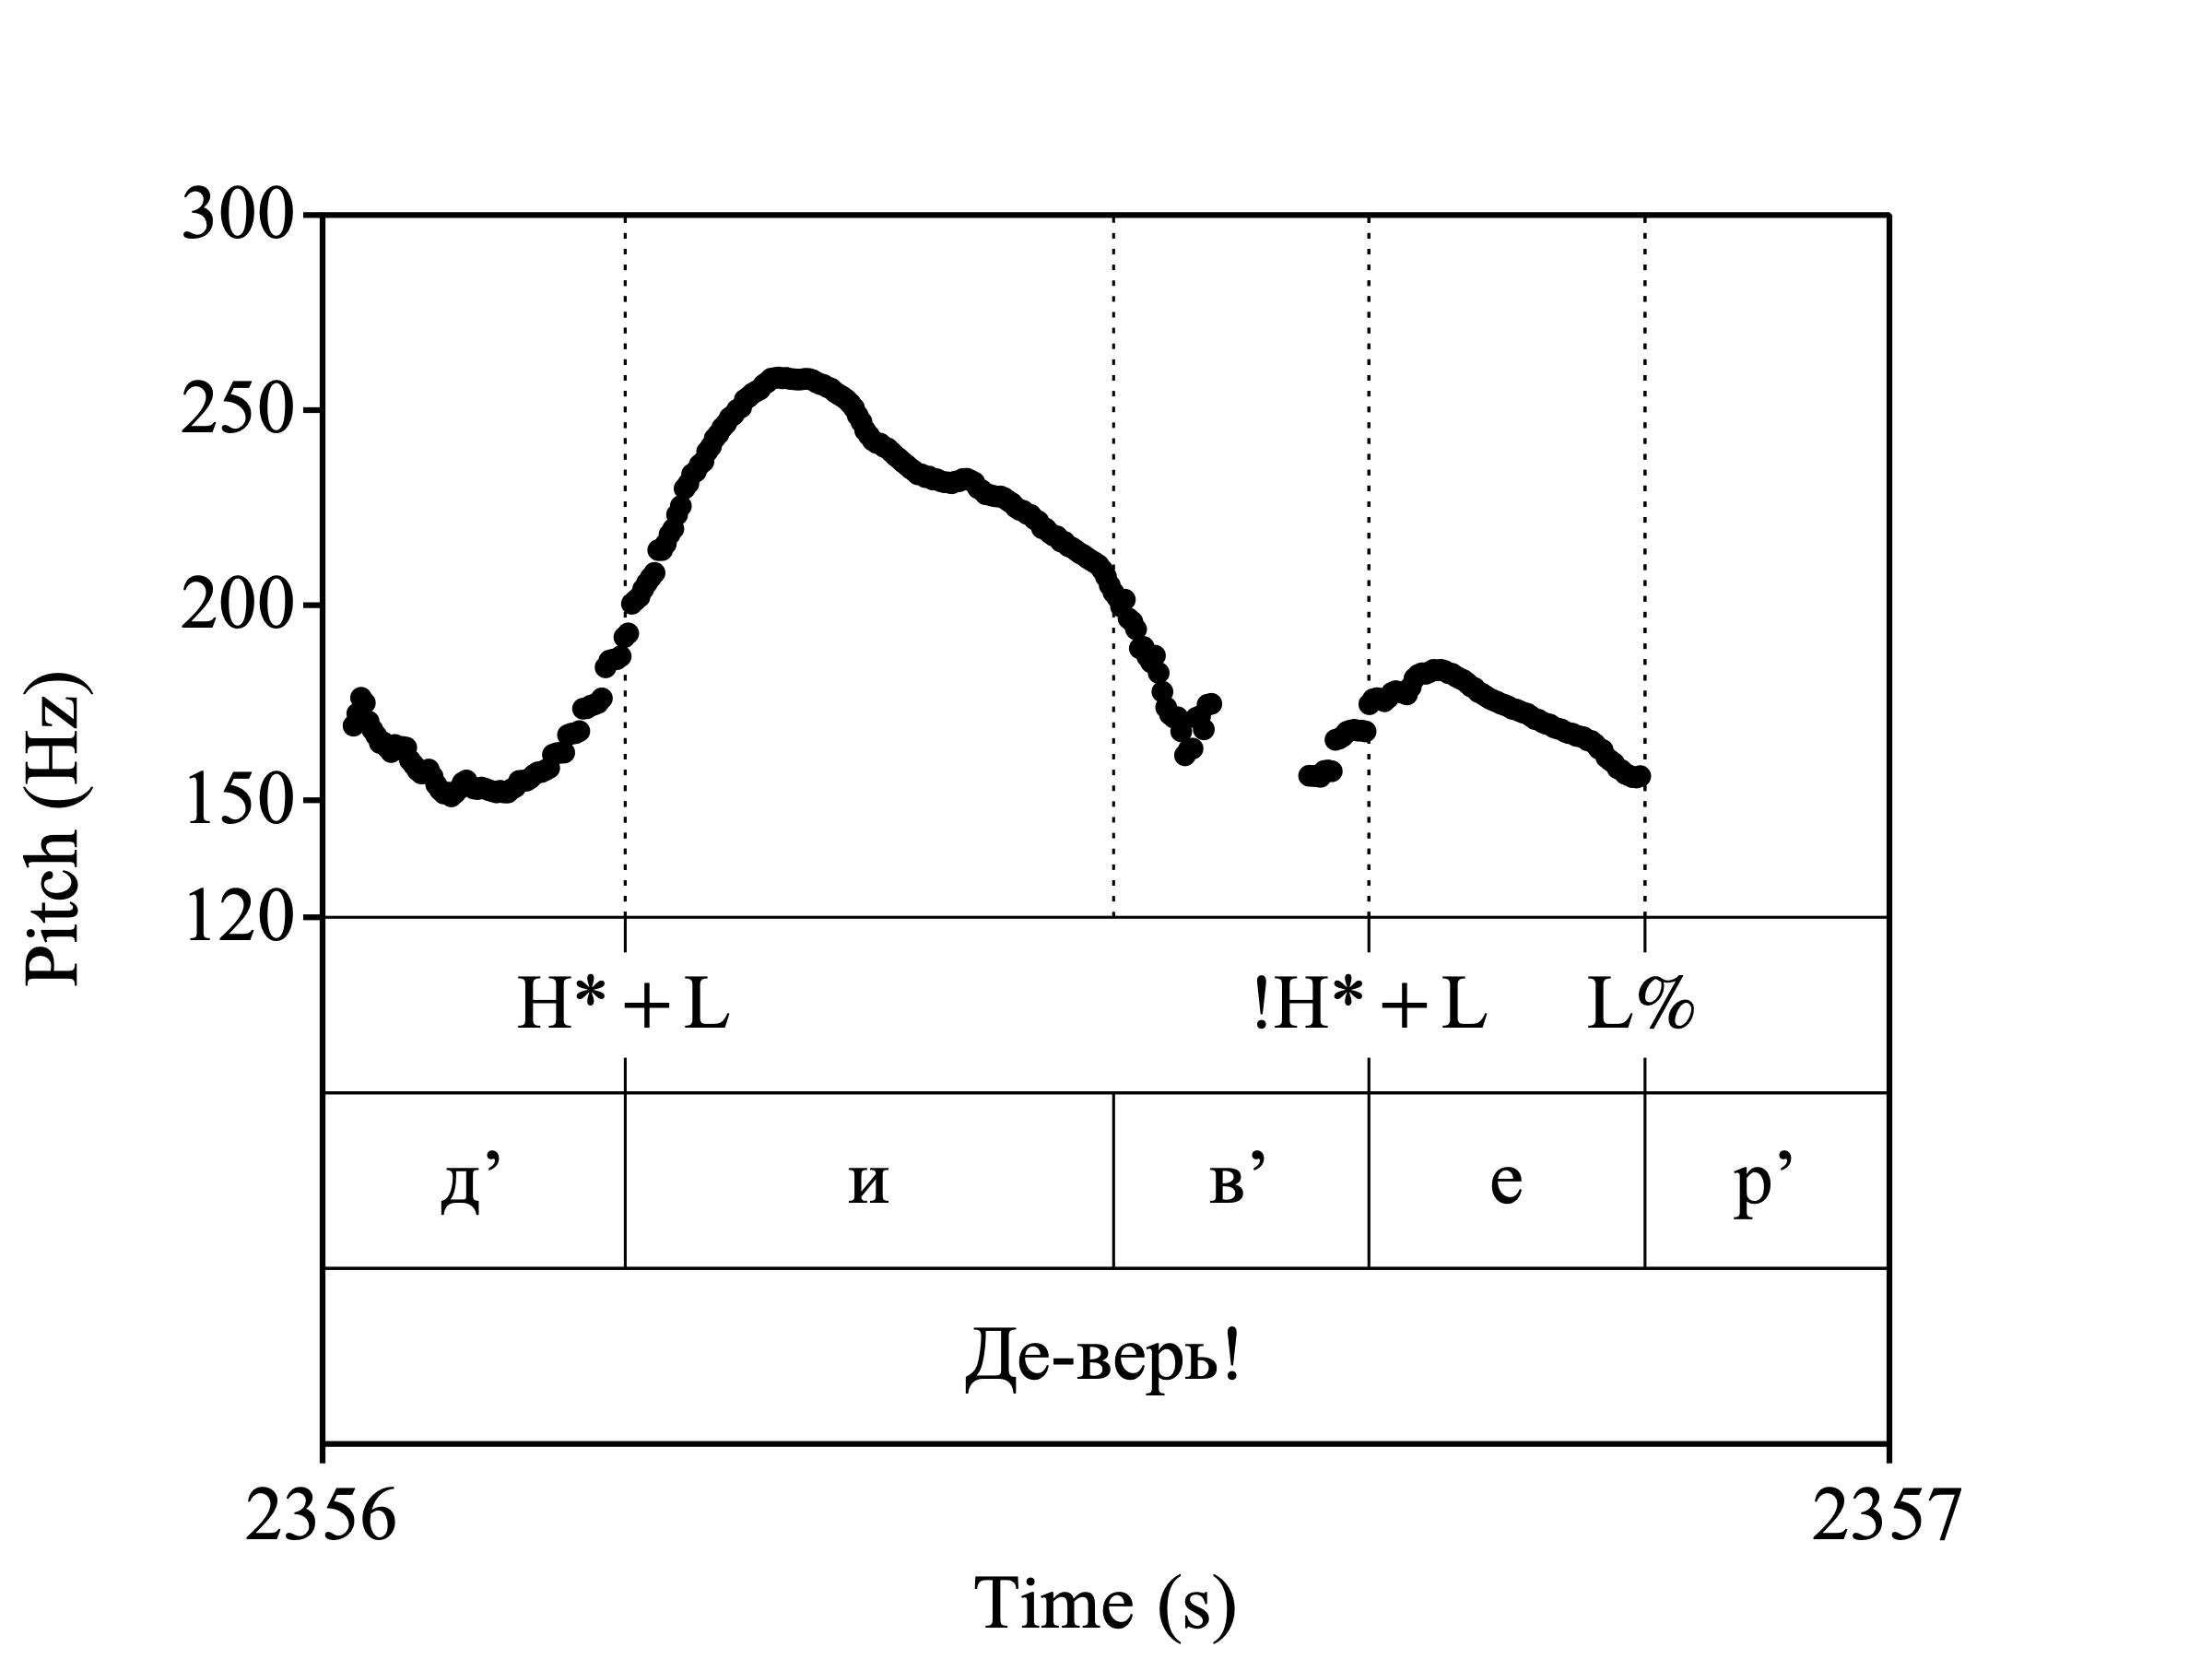 300
250
200
150
120
Pitch (Hz)
H*+L !H*+L L%
д’ и в’ е р’
Де-верь!
2356 2357
Time (s)